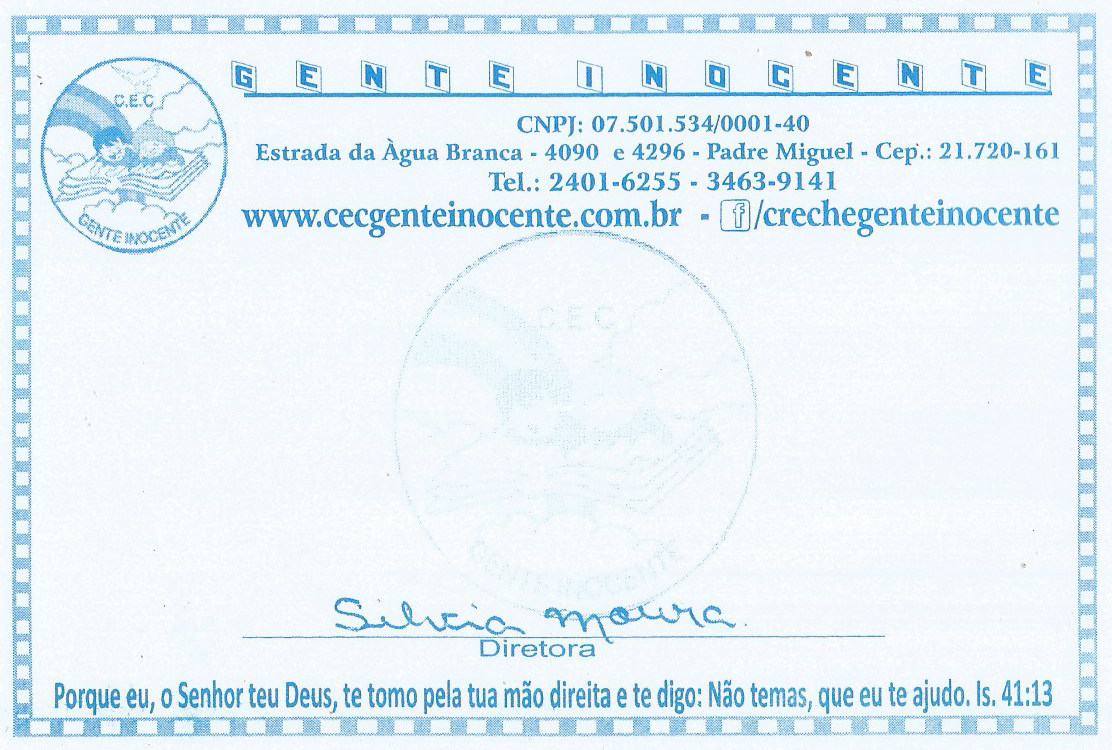 C.E.C
GENTE INOCENTE
GENTE INOCENTE
CNPJ: 07.501.534/0001-40
Estrada da Àgua Branca - 4090 e 4296 - Padre Miguel - Cep.: 21.720-161
Tel.: 2401-6255 - 3463-9141
www.cecgenteinocente.com.br - f/crechegenteinocente
C.E.C
GENTE INOCENTE
Silvia Moura.
Diretora
Porque eu, o Senhor teu Deus, te tomo pela tua mão direita e te digo: Não temas, que eu te ajudo. Is. 41:13